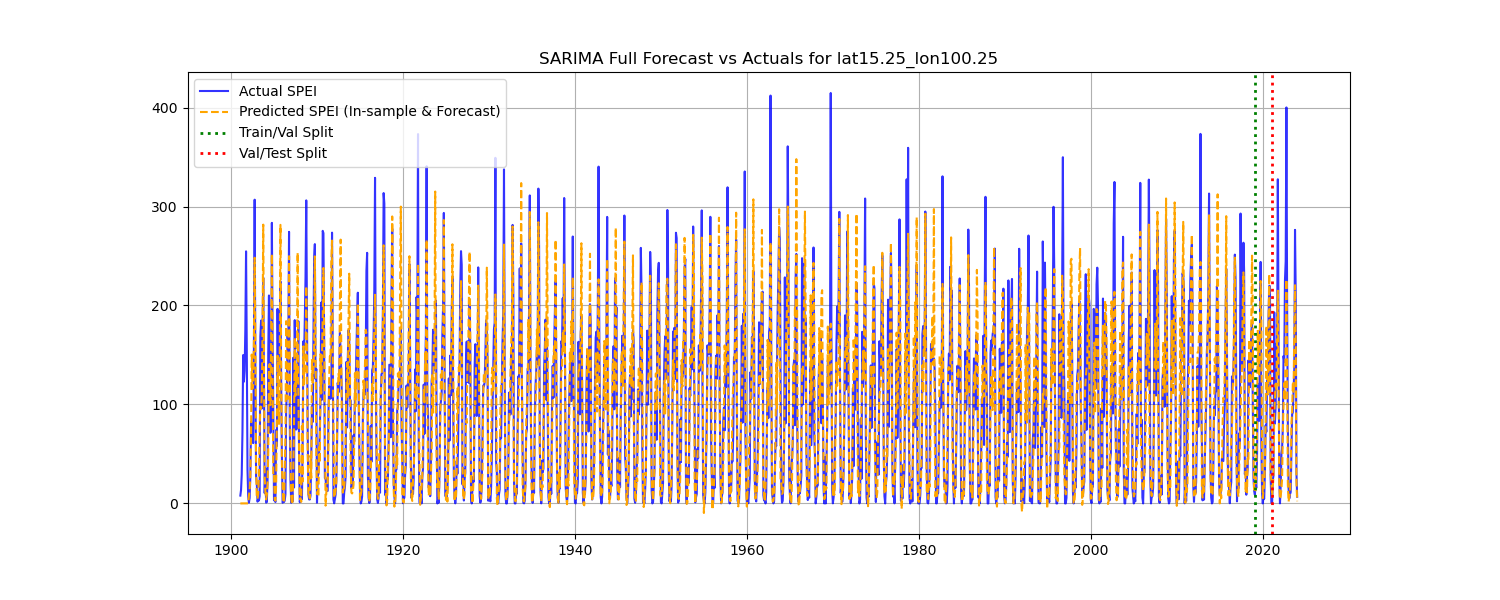 SARIMA Full Forecast vs Actuals for lat15.25_lon100.25
Actual SPEI
Predicted SPEI (In-sample & Forecast)
Train/Val Split
Val/Test Split
400
300
200
100
0
1900 1920 1940 1960 1980 2000 2020